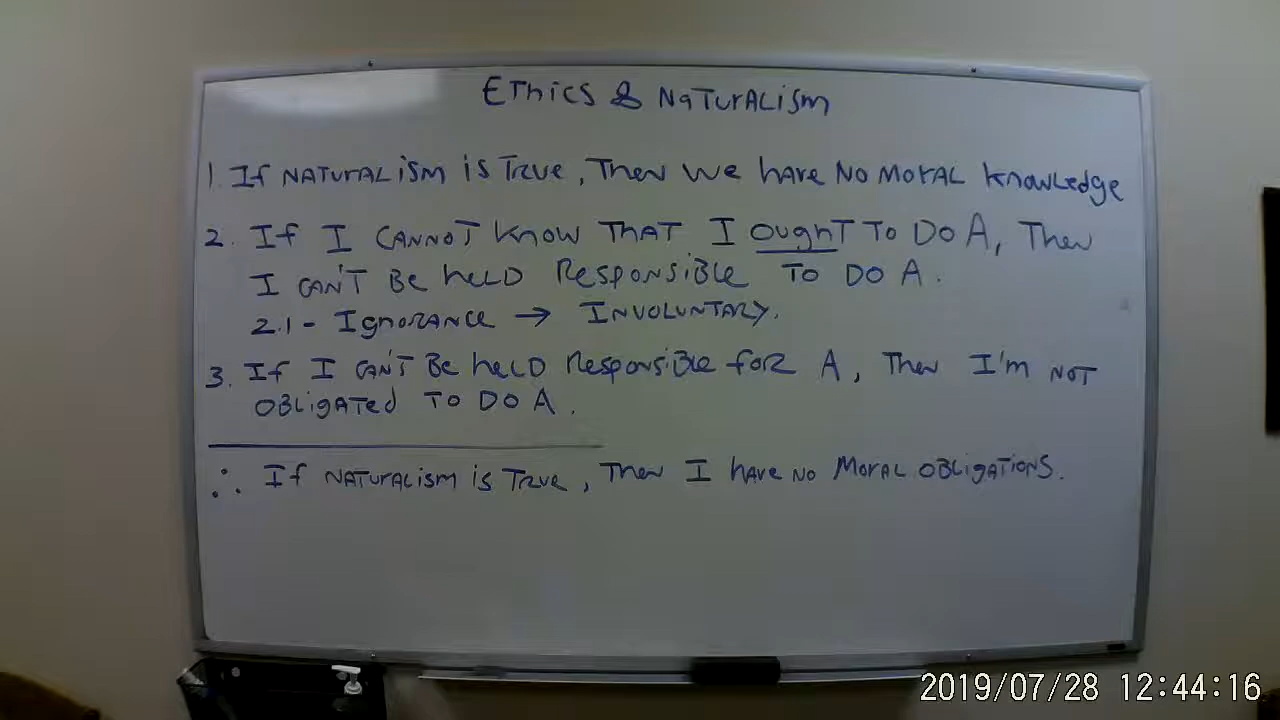 Ethics & Naturalism
1. If Naturalism is True, Then we have no moral knowledge
2. If I cannot know that I ought to do A, Then
I can't be held responsible to do A.
2.1 - Ignorance → Involuntary.
3. If I can't be held responsible for A, Then I'm not
obligated to do A.
∴ If naturalism is True, Then I have no moral obligations.
2019/07/28 12:44:16